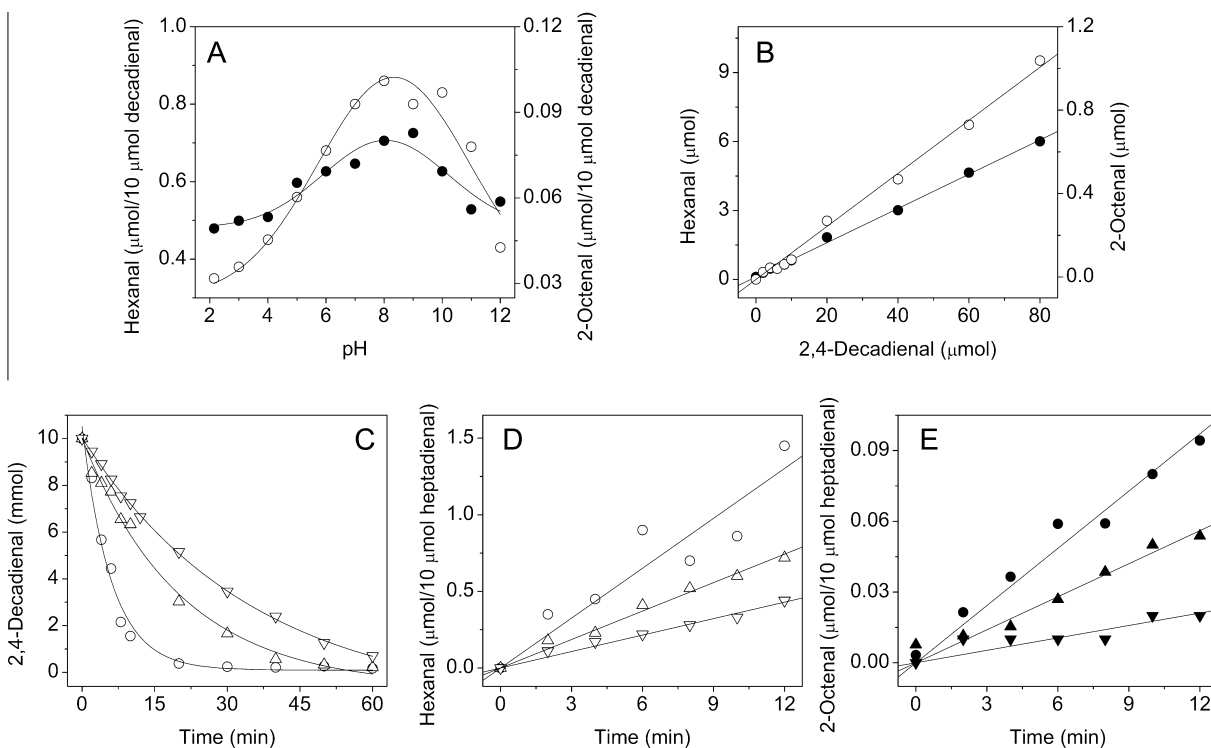 A
Hexanal (μmol/10 μmol decadienal)
1.0
0.8
0.6
0.4
2-Octenal (μmol/10 μmol decadienal)
0.12
0.09
0.06
0.03
2 4 6 8 10 12
pH
B
Hexanal (μmol)
9
6
3
0
2-Octenal (μmol)
1.2
0.8
0.4
0.0
0 20 40 60 80
2,4-Decadienal (μmol)
C
2,4-Decadienal (mmol)
10
8
6
4
2
0
0 15 30 45 60
Time (min)
D
Hexanal (μmol/10 μmol heptadienal)
1.5
1.0
0.5
0.0
0 3 6 9 12
Time (min)
E
2-Octenal (μmol/10 μmol heptadienal)
0.09
0.06
0.03
0.00
0 3 6 9 12
Time (min)